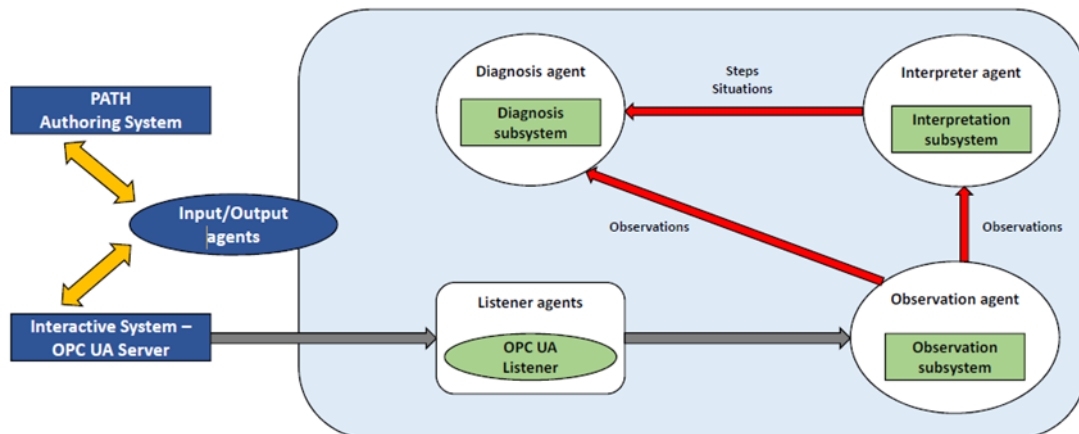 PATH
Authoring System
Input/Output
agents
Interactive System –
OPC UA Server
Diagnosis agent
Diagnosis
subsystem
Steps
Situations
Interpreter agent
Interpretation
subsystem
Observations
Observations
Listener agents
OPC UA
Listener
Observation agent
Observation
subsystem